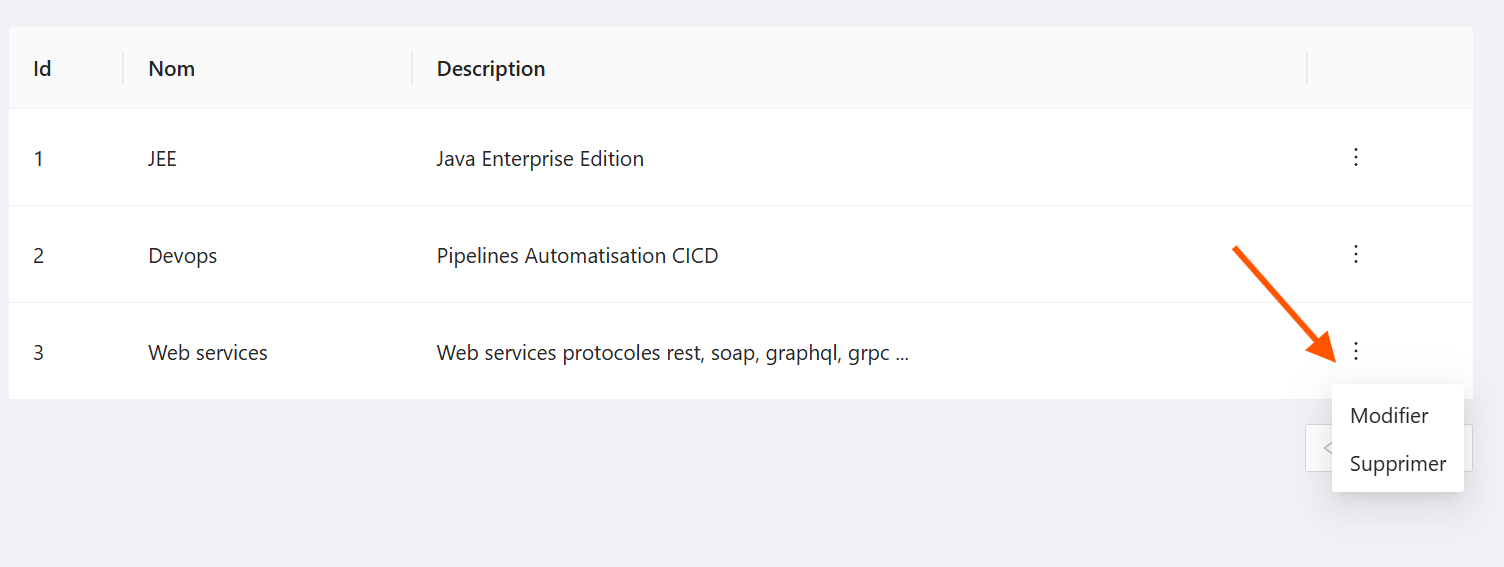 Id Nom Description
1 JEE Java Enterprise Edition
2 Devops Pipelines Automatisation CICD
3 Web services Web services protocoles rest, soap, graphql, grpc ...
Modifier
Supprimer